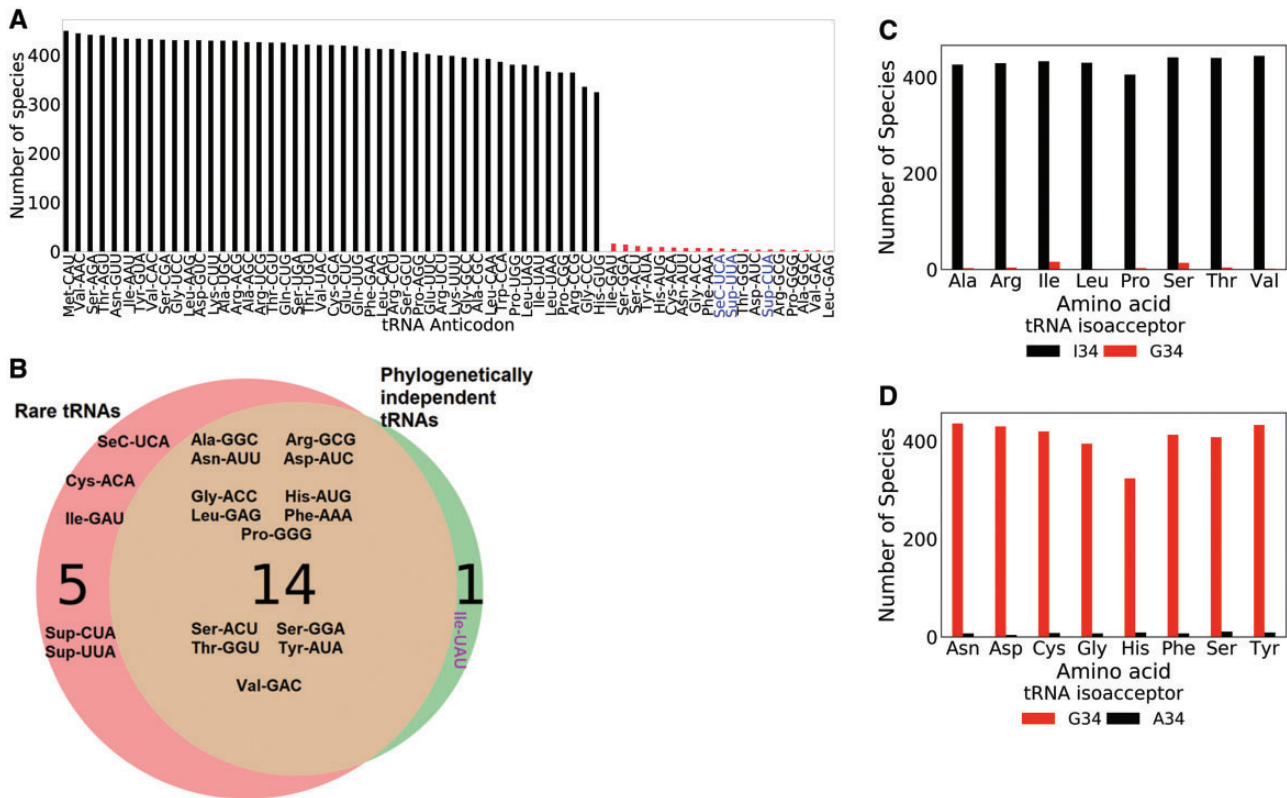 A
Number of species
400
300
200
100
0
Met-CAU
Val-AAC
Ser-AGA
Thr-AGU
Asn-GUU
Ile-AAU
Tyr-GUA
Val-CAC
Ser-CGA
Gly-UCC
Leu-AAG
Asp-GUC
Lys-CUU
Ala-UGC
Arg-ACG
Ala-AGC
Arg-UCG
Thr-CGU
Gln-CUG
Ser-UGA
Thr-UGU
Val-UAC
Cys-GCA
Glu-CUC
Gln-UUG
Phe-GAA
Leu-CAG
Arg-CCU
Ser-GCU
Pro-AGG
Glu-UUC
Arg-UCU
Lys-UUU
Gly-GCC
Ala-CGC
Leu-CAA
Trp-CCA
Pro-UGG
Leu-UAG
Ile-UAU
Leu-UAA
Pro-CGG
Arg-CCG
Gly-CCC
His-GUG
Ile-GAU
Ser-GGA
Ser-ACU
Tyr-AUA
His-AUG
Cys-ACA
Asn-AUU
Gly-ACC
Phe-AAA
SeC-UCA
Sup-UUA
Thr-GGU
Asp-AUC
Sup-CUA
Arg-GCG
Pro-GGG
Ala-GGC
Val-GAC
Leu-GAG
tRNA Anticodon
B
Rare tRNAs
Phylogenetically
independent
tRNAs
SeC-UCA
Cys-ACA
Ile-GAU
5
Sup-CUA
Sup-UUA
Ala-GGC Arg-GCG
Asn-AUU Asp-AUC
Gly-ACC His-AUG
Leu-GAG Phe-AAA
Pro-GGG
14
Ser-ACU Ser-GGA
Thr-GGU Tyr-AUA
Val-GAC
1
Ile-UAU
C
Number of Species
400
200
0
Ala Arg Ile Leu Pro Ser Thr Val
Amino acid
tRNA isoacceptor
I34 G34
D
Number of Species
400
200
0
Asn Asp Cys Gly His Phe Ser Tyr
Amino acid
tRNA isoacceptor
G34 A34